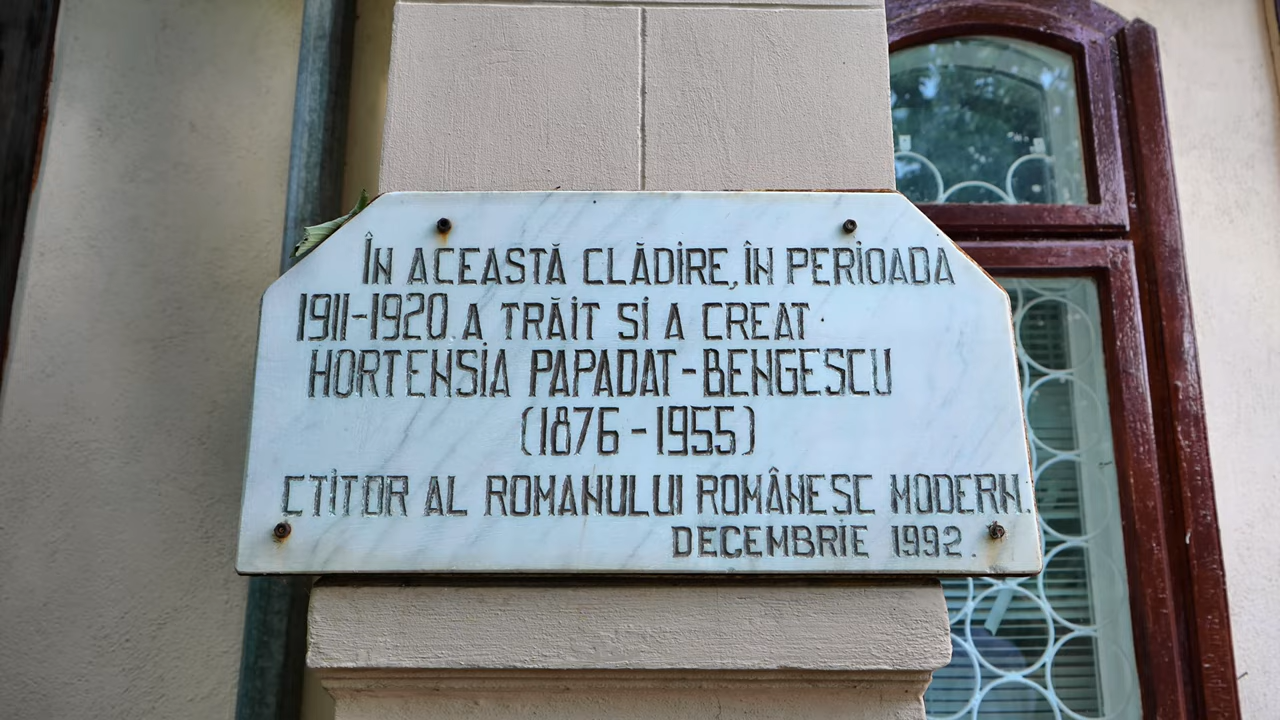 În ACEASTĂ CLĂDiRE, în PERiOADA
1911-1920 A TRĂiT Si A CREAT
HORTENSiA PAPADAT-BENGESCU
(1876-1955)
CTiTOR AL ROMANULUI ROMÂNESC MODERN.
DECEMBRiE 1992.